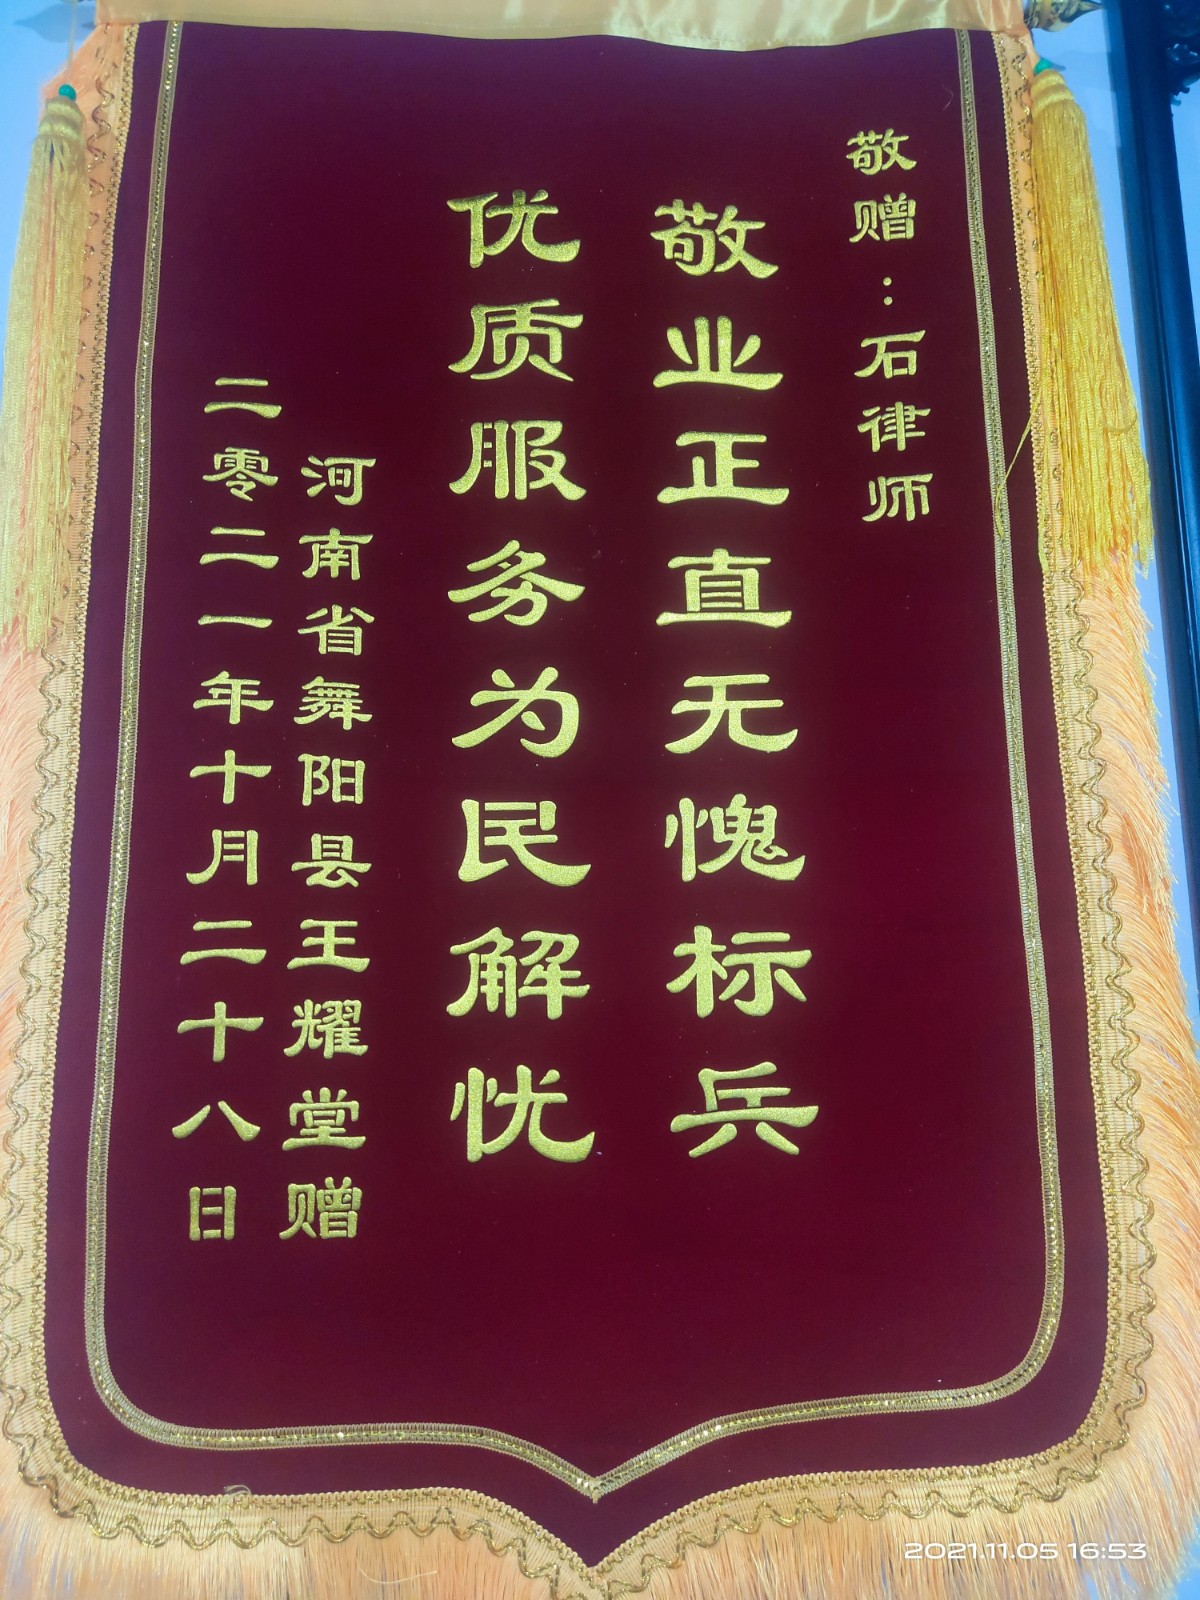 敬赠：石律师
敬业正直无愧标兵
优质服务为民解忧
河南省舞阳县王耀堂赠
二零二一年十月二十八日
2021.11.05 16:53